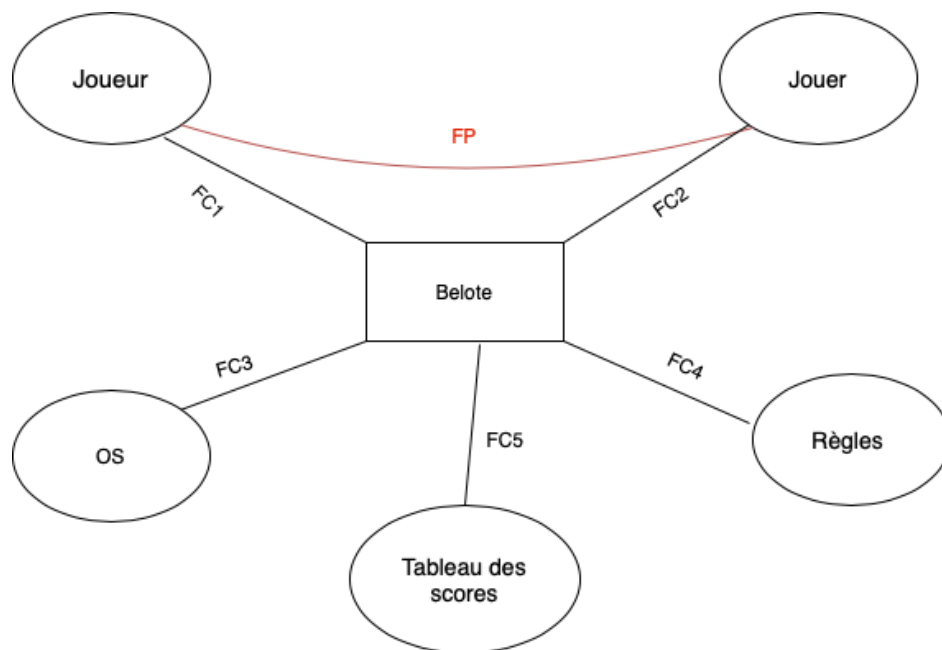 Joueur
Jouer
FP
FC1
FC2
Belote
FC3
FC4
OS
FC5
Règles
Tableau des
scores